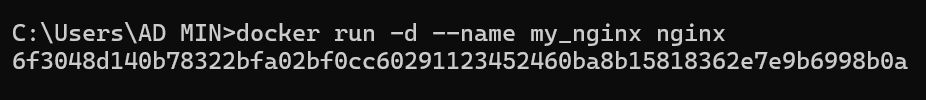 C:\Users\AD MIN>docker run -d --name my_nginx nginx
6f3048d140b78322bfa02bf0cc60291123452460ba8b15818362e7e9b6998b0a